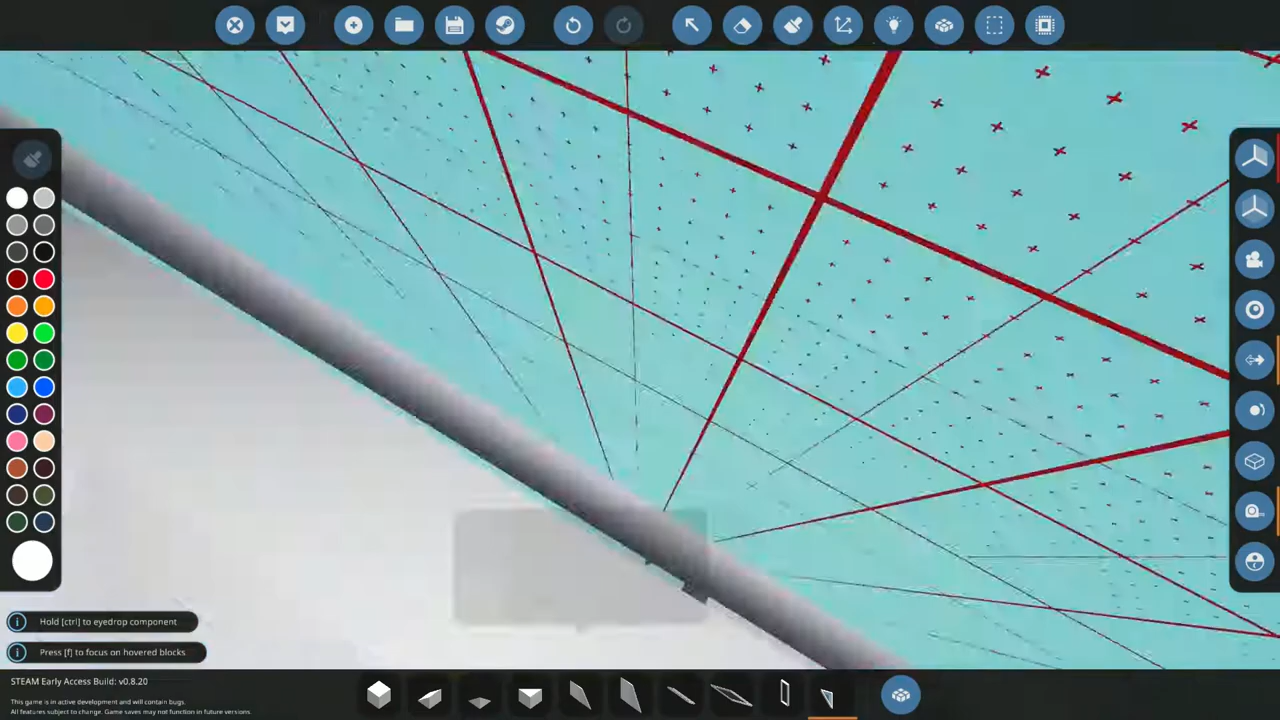 Hold [ctrl] to eyedrop component
Press [f] to focus on hovered blocks
STEAM Early Access Build: v0.8.20
This game is in active development and will contain bugs.
All features subject to change. Game saves may not function in future versions.